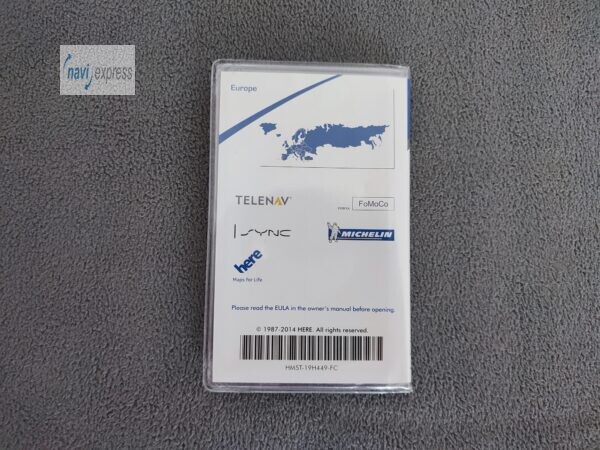 navi express
Europe
TELENAV
FoMoCo
SYNC
MICHELIN
here
Maps for Life
Please read the EULA in the owner's manual before opening.
© 1987-2014 HERE. All rights reserved.
HM5T-19H449-FC